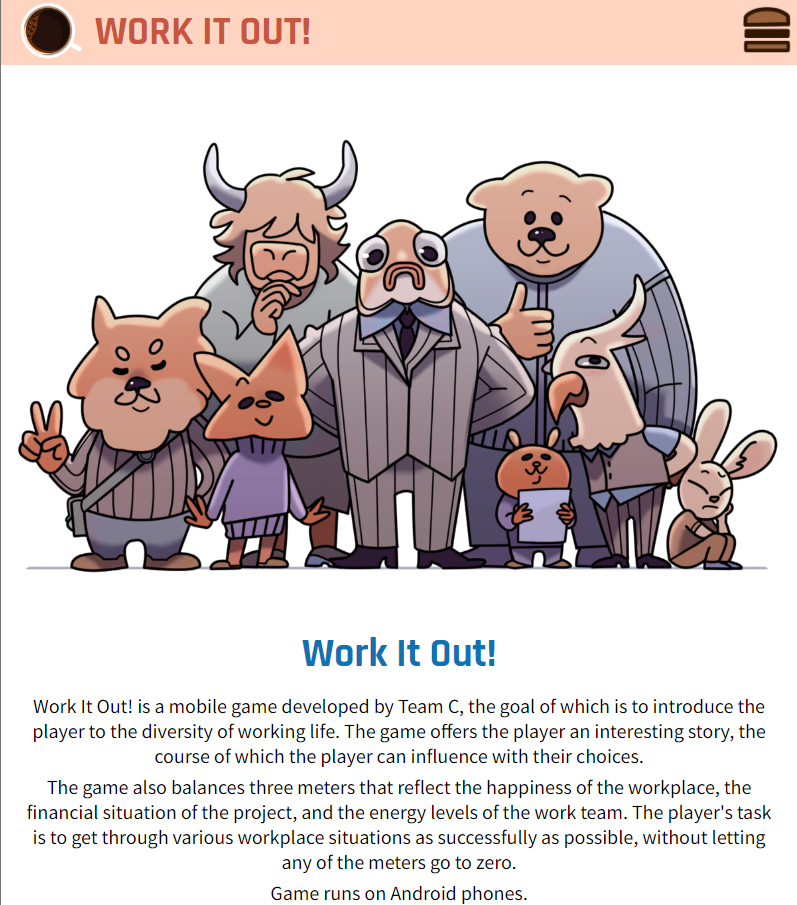 WORK IT OUT!
Work It Out!
Work It Out! is a mobile game developed by Team C, the goal of which is to introduce the
player to the diversity of working life. The game offers the player an interesting story, the
course of which the player can influence with their choices.
The game also balances three meters that reflect the happiness of the workplace, the
financial situation of the project, and the energy levels of the work team. The player's task
is to get through various workplace situations as successfully as possible, without letting
any of the meters go to zero.
Game runs on Android phones.